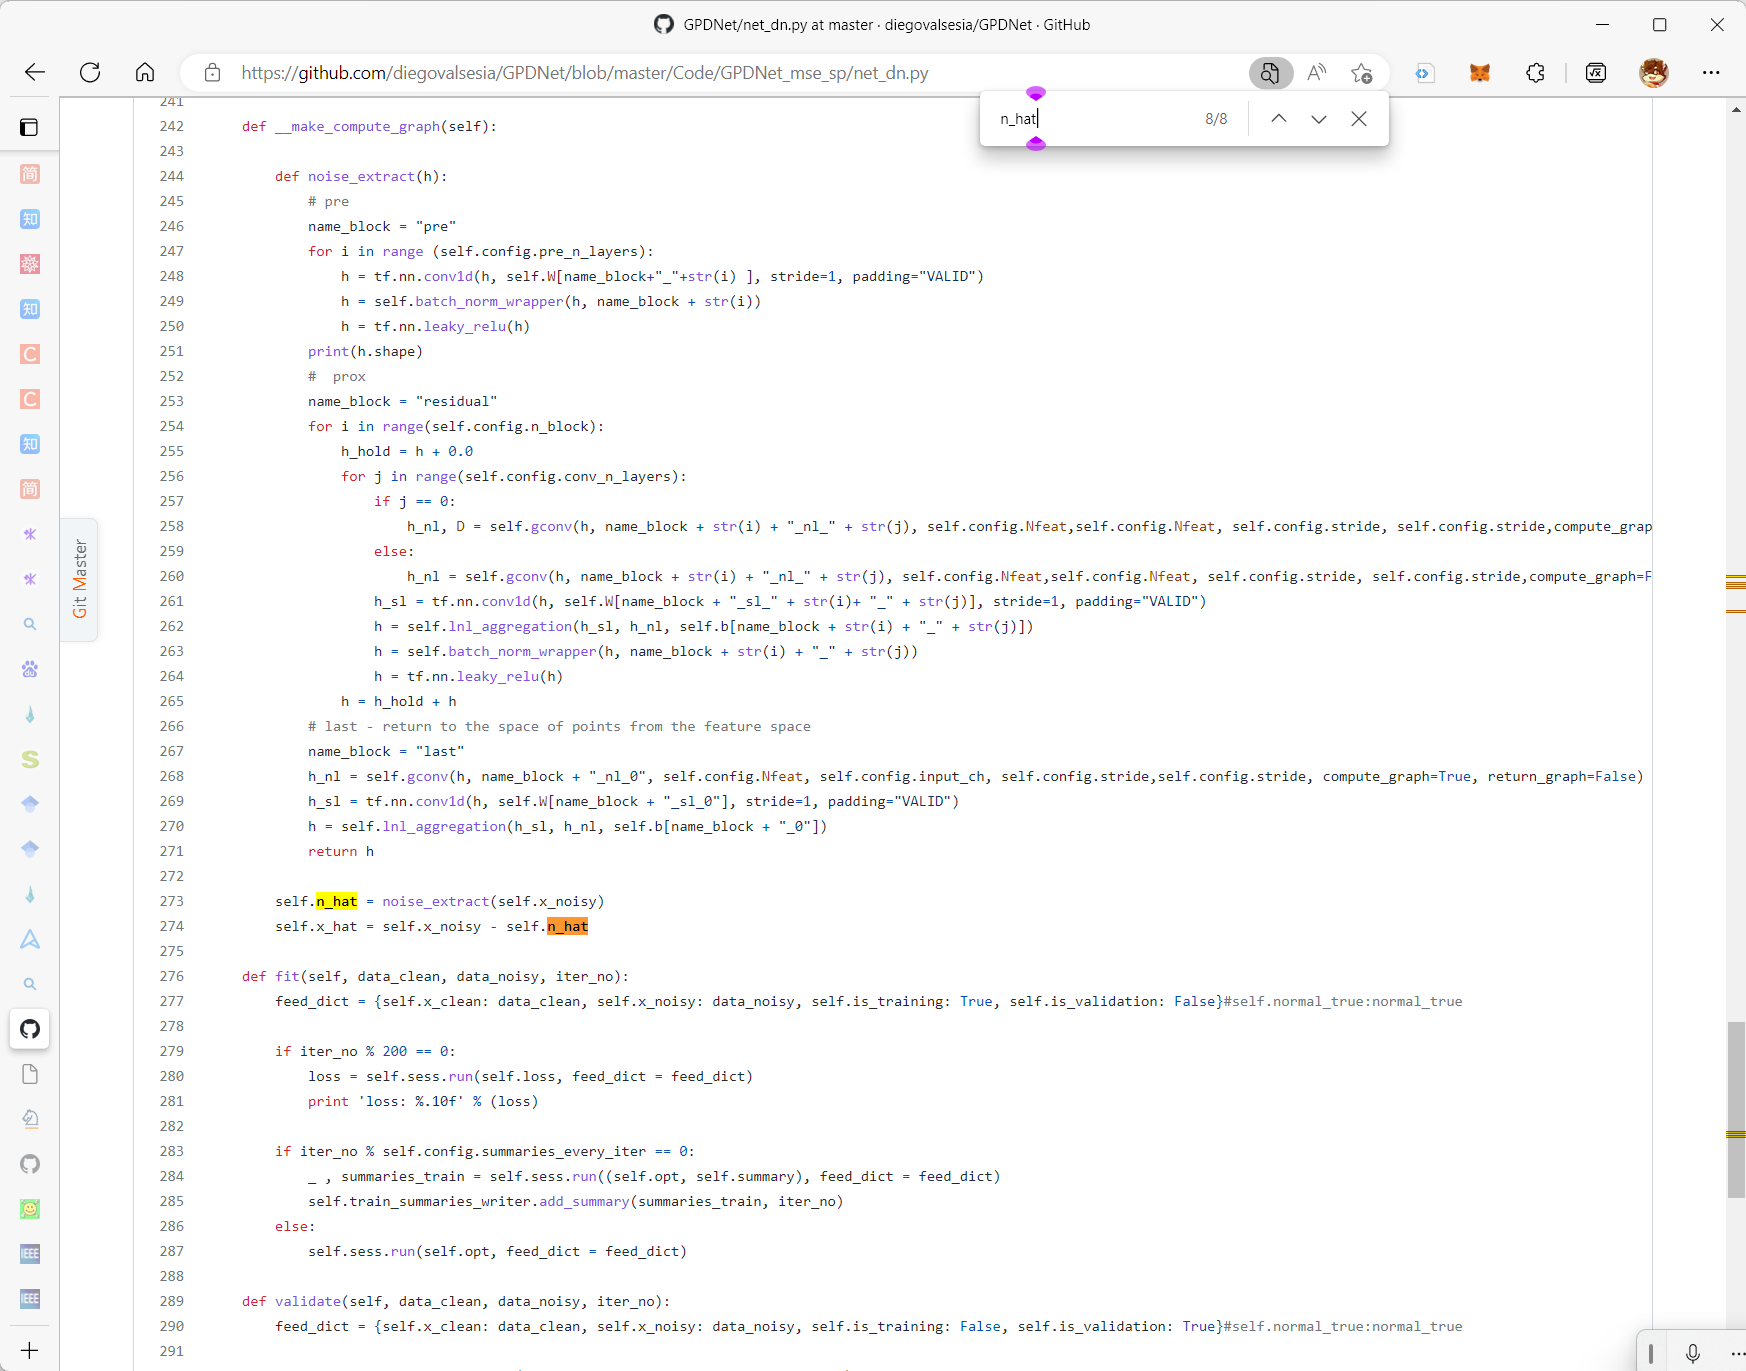 GPDNet/net_dn.py at master · diegovalsesia/GPDNet · GitHub
https://github.com/diegovalsesia/GPDNet/blob/master/Code/GPDNet_mse_sp/net_dn.py
n_hat 8/8
241
242 def __make_compute_graph(self):
243
244 def noise_extract(h):
245 # pre
246 name_block = "pre"
247 for i in range (self.config.pre_n_layers):
248 h = tf.nn.conv1d(h, self.W[name_block+"_"+str(i) ], stride=1, padding="VALID")
249 h = self.batch_norm_wrapper(h, name_block + str(i))
250 h = tf.nn.leaky_relu(h)
251 print(h.shape)
252 #  prox
253 name_block = "residual"
254 for i in range(self.config.n_block):
255 h_hold = h + 0.0
256 for j in range(self.config.conv_n_layers):
257 if j == 0:
258 h_nl, D = self.gconv(h, name_block + str(i) + "_nl_" + str(j), self.config.Nfeat,self.config.Nfeat, self.config.stride, self.config.stride,compute_grap
259 else:
260 h_nl = self.gconv(h, name_block + str(i) + "_nl_" + str(j), self.config.Nfeat,self.config.Nfeat, self.config.stride, self.config.stride,compute_graph=F
261 h_sl = tf.nn.conv1d(h, self.W[name_block + "_sl_" + str(i)+ "_" + str(j)], stride=1, padding="VALID")
262 h = self.lnl_aggregation(h_sl, h_nl, self.b[name_block + str(i) + "_" + str(j)])
263 h = self.batch_norm_wrapper(h, name_block + str(i) + "_" + str(j))
264 h = tf.nn.leaky_relu(h)
265 h = h_hold + h
266 # last - return to the space of points from the feature space
267 name_block = "last"
268 h_nl = self.gconv(h, name_block + "_nl_0", self.config.Nfeat, self.config.input_ch, self.config.stride,self.config.stride, compute_graph=True, return_graph=False)
269 h_sl = tf.nn.conv1d(h, self.W[name_block + "_sl_0"], stride=1, padding="VALID")
270 h = self.lnl_aggregation(h_sl, h_nl, self.b[name_block + "_0"])
271 return h
272
273 self.n_hat = noise_extract(self.x_noisy)
274 self.x_hat = self.x_noisy - self.n_hat
275
276 def fit(self, data_clean, data_noisy, iter_no):
277 feed_dict = {self.x_clean: data_clean, self.x_noisy: data_noisy, self.is_training: True, self.is_validation: False}#self.normal_true:normal_true
278
279 if iter_no % 200 == 0:
280 loss = self.sess.run(self.loss, feed_dict = feed_dict)
281 print 'loss: %.10f' % (loss)
282
283 if iter_no % self.config.summaries_every_iter == 0:
284 _ , summaries_train = self.sess.run((self.opt, self.summary), feed_dict = feed_dict)
285 self.train_summaries_writer.add_summary(summaries_train, iter_no)
286 else:
287 self.sess.run(self.opt, feed_dict = feed_dict)
288
289 def validate(self, data_clean, data_noisy, iter_no):
290 feed_dict = {self.x_clean: data_clean, self.x_noisy: data_noisy, self.is_training: False, self.is_validation: True}#self.normal_true:normal_true
291
Git Master
简
知
知
C
C
知
简
du
S
IEEE
IEEE